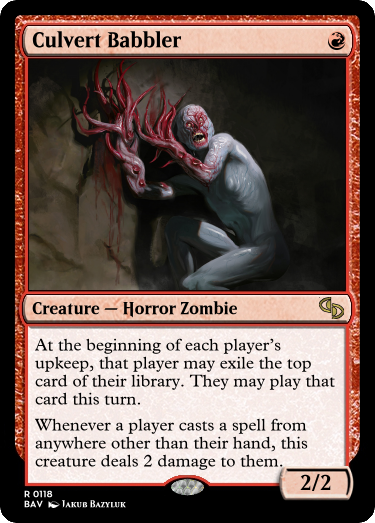 Culvert Babbler
Creature — Horror Zombie
At the beginning of each player's
upkeep, that player may exile the top
card of their library. They may play that
card this turn.
Whenever a player casts a spell from
anywhere other than their hand, this
creature deals 2 damage to them.
2/2
R 0118
BAV Jakub Bazyluk